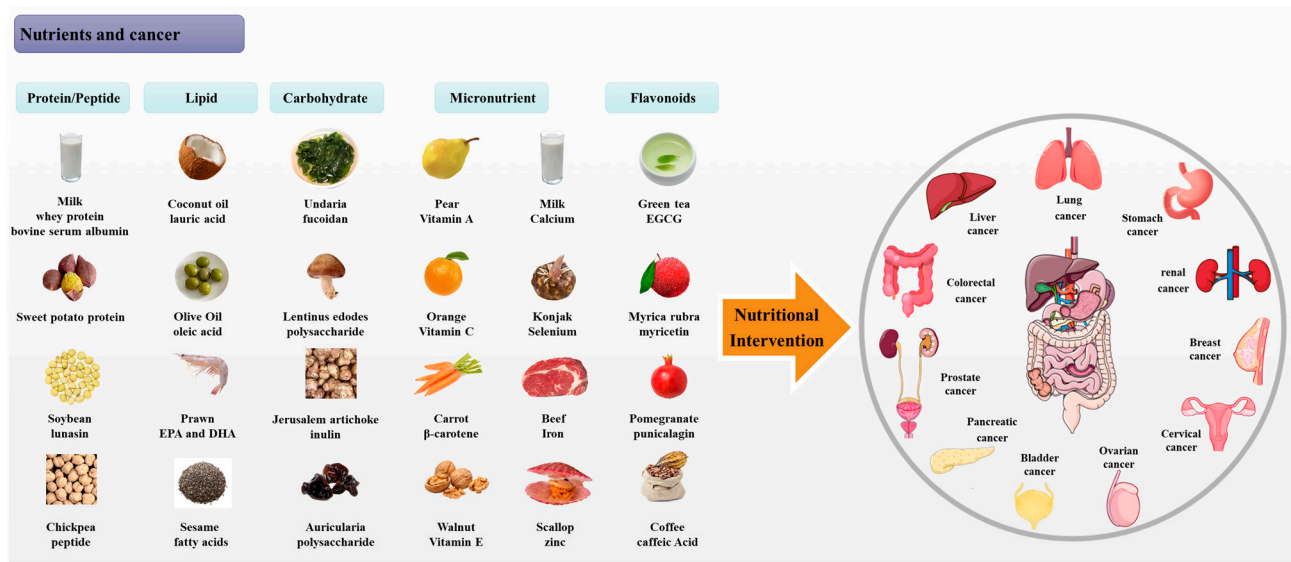 Nutrients and cancer
Protein/Peptide
Lipid
Carbohydrate
Micronutrient
Flavonoids
Milk
whey protein
bovine serum albumin
Coconut oil
lauric acid
Undaria
fucoidan
Pear
Vitamin A
Milk
Calcium
Green tea
EGCG
Sweet potato protein
Olive Oil
oleic acid
Lentinus edodes
polysaccharide
Orange
Vitamin C
Konjak
Selenium
Myrica rubra
myricetin
Soybean
lunasin
Prawn
EPA and DHA
Jerusalem artichoke
inulin
Carrot
β-carotene
Beef
Iron
Pomegranate
punicalagin
Chickpea
peptide
Sesame
fatty acids
Auricularia
polysaccharide
Walnut
Vitamin E
Scallop
zinc
Coffee
caffeic Acid
Nutritional
Intervention
Lung
cancer
Liver
cancer
Stomach
cancer
Colorectal
cancer
renal
cancer
Breast
cancer
Prostate
cancer
Pancreatic
cancer
Cervical
cancer
Bladder
cancer
Ovarian
cancer